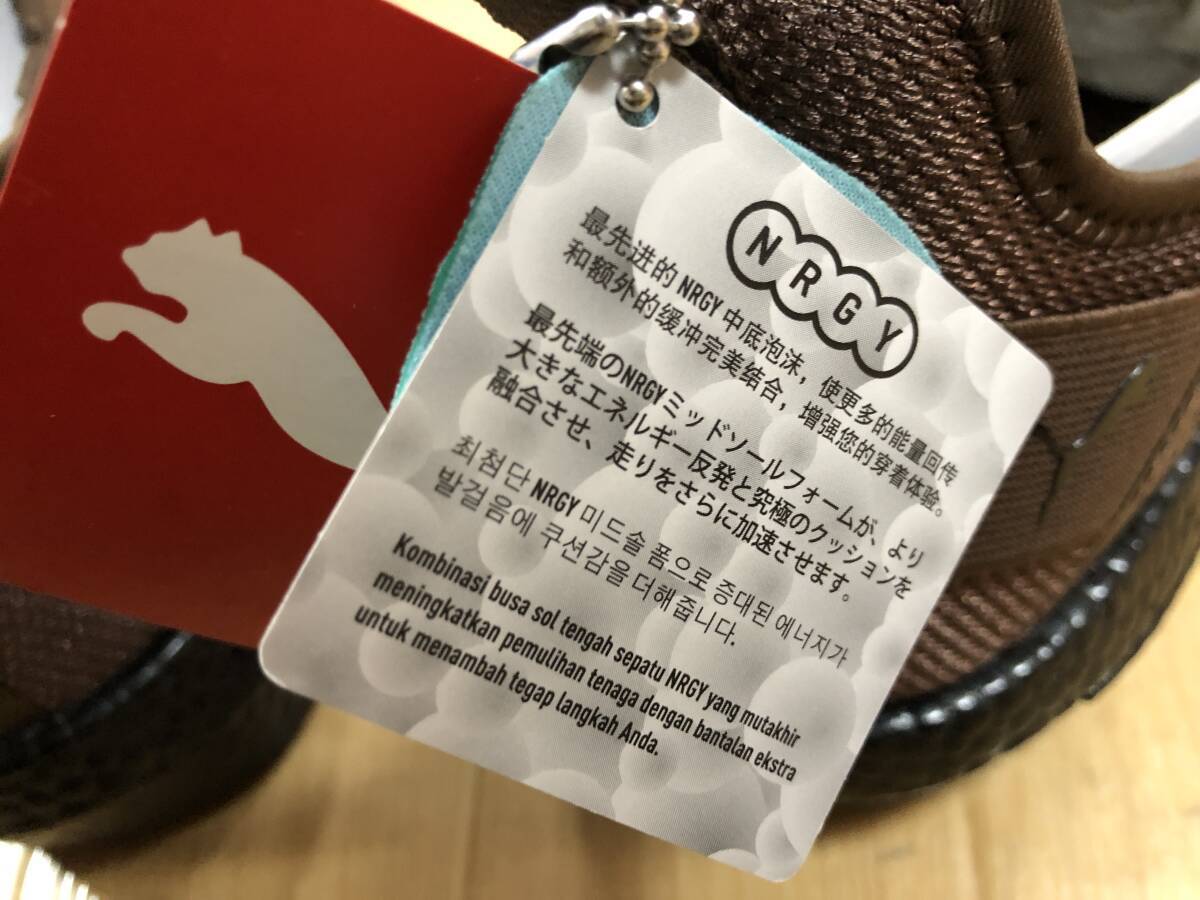 NRGY
最先进的 NRGY 中底泡沫，使更多的能量回传
和额外的缓冲完美结合，增强您的穿着体验。
最先端のNRGYミッドソールフォームが、より
大きなエネルギー反発と究極のクッションを
融合させ、走りをさらに加速させます。
최첨단 NRGY 미드솔 폼으로 증대된 에너지가
발걸음에 쿠션감을 더해줍니다.
Kombinasi busa sol tengah sepatu NRGY yang mutakhir
meningkatkan pemulihan tenaga dengan bantalan ekstra
untuk menambah tegap langkah Anda.